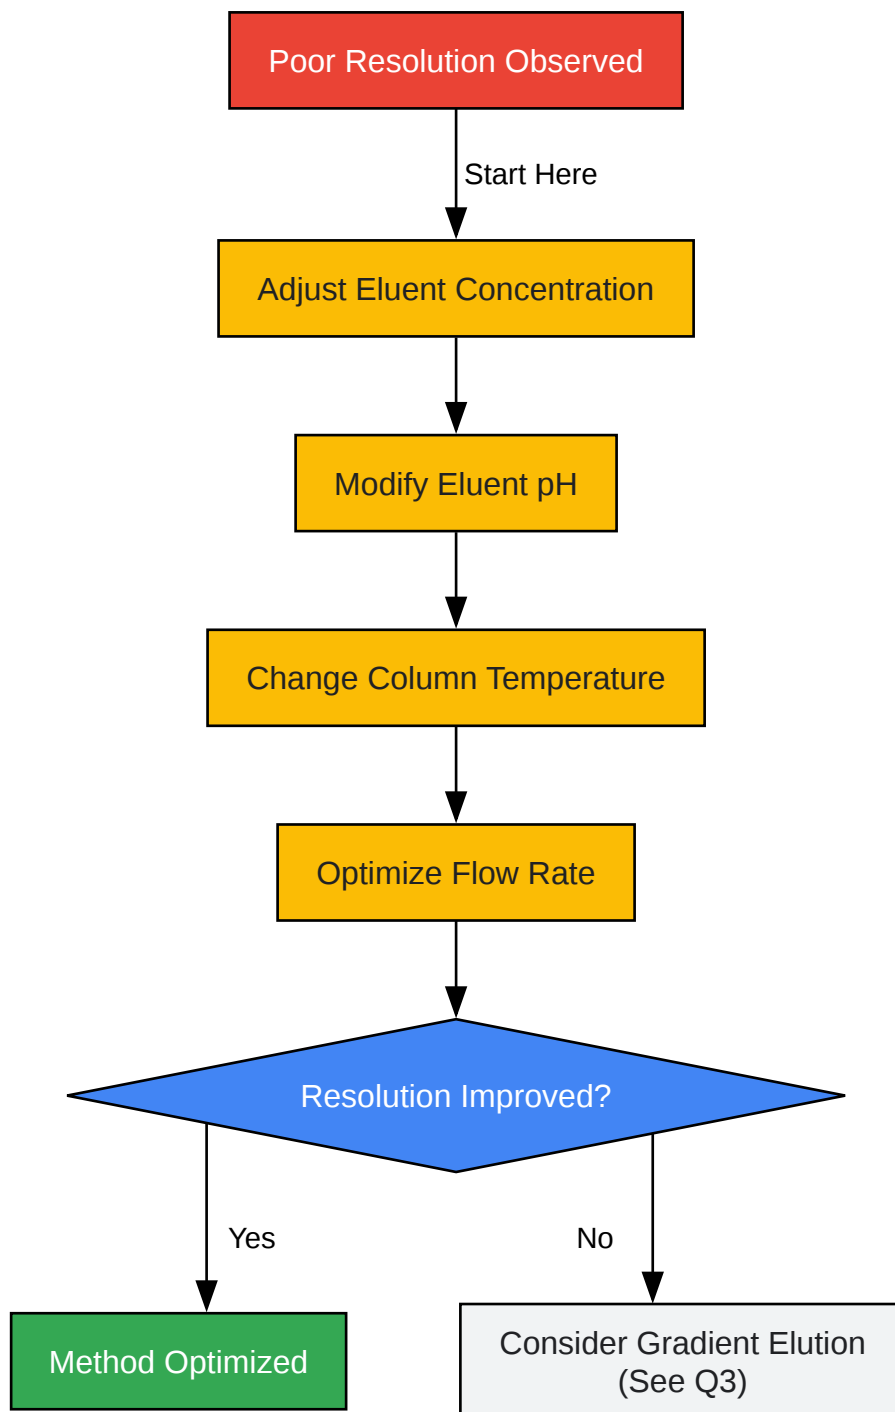 Poor Resolution Observed
Start Here
Adjust Eluent Concentration
Modify Eluent pH
Change Column Temperature
Optimize Flow Rate
Resolution Improved?
Yes
No
Method Optimized
Consider Gradient Elution
(See Q3)